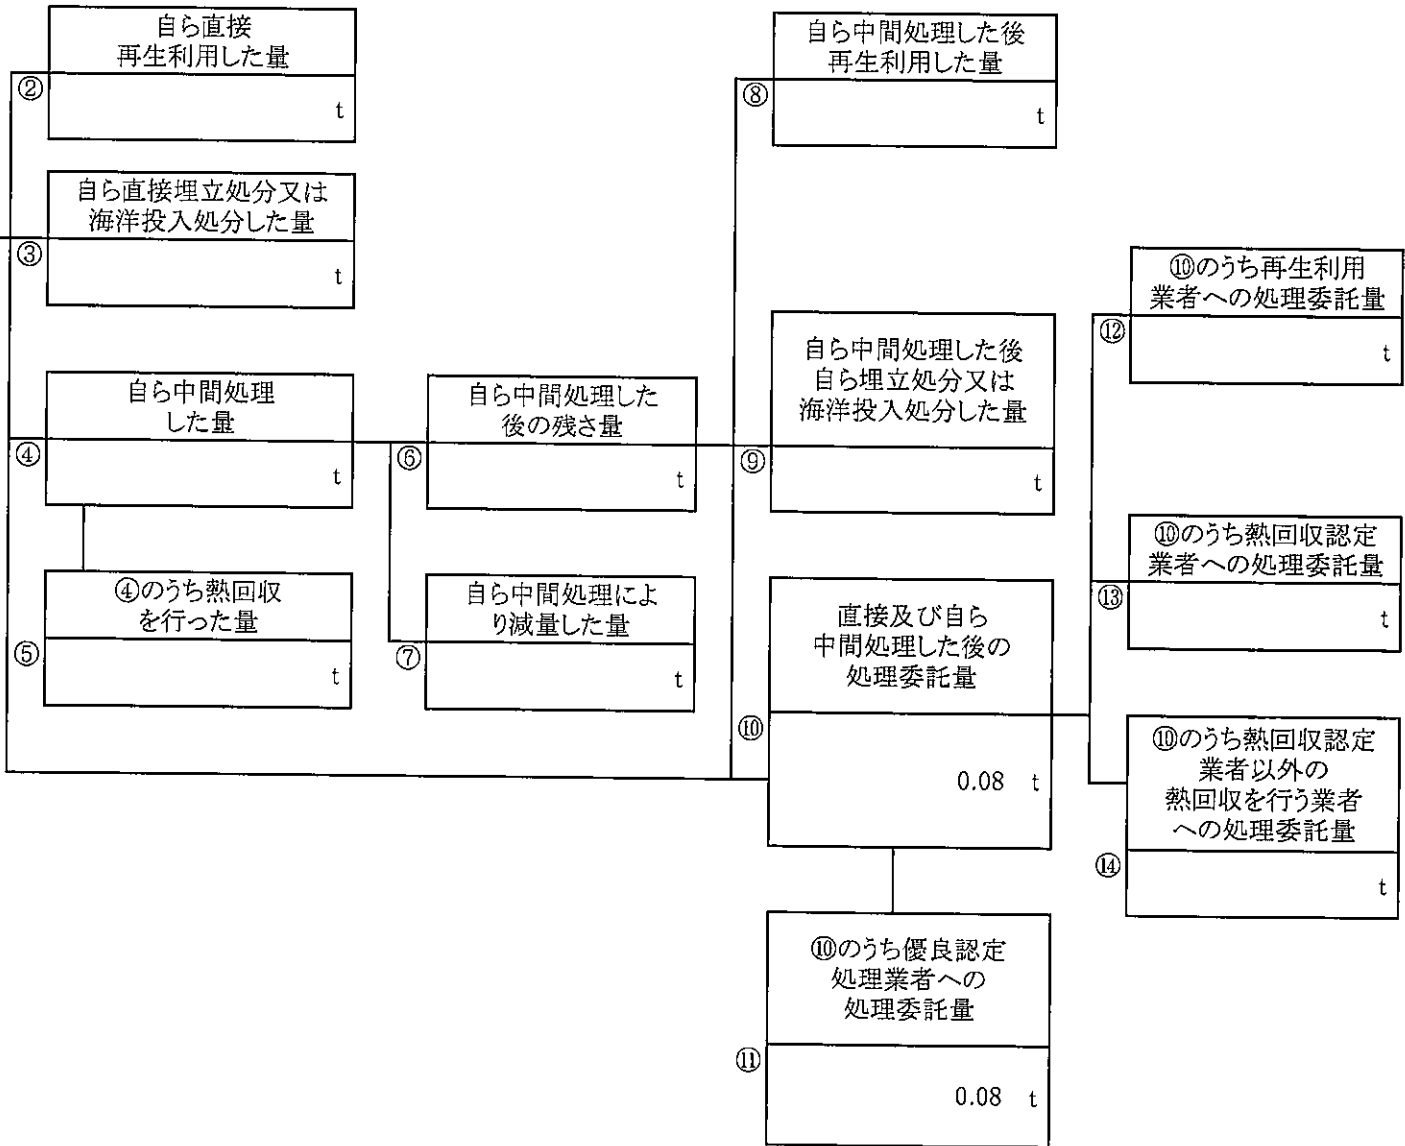 自ら直接
再生利用した量
②
t
自ら直接埋立処分又は
海洋投入処分した量
③
t
自ら中間処理
した量
④
t
④のうち熱回収
を行った量
⑤
t
自ら中間処理した
後の残さ量
⑥
t
自ら中間処理によ
り減量した量
⑦
t
自ら中間処理した後
再生利用した量
⑧
t
自ら中間処理した後
自ら埋立処分又は
海洋投入処分した量
⑨
t
直接及び自ら
中間処理した後の
処理委託量
⑩
0.08 t
⑩のうち優良認定
処理業者への
処理委託量
⑪
0.08 t
⑩のうち再生利用
業者への処理委託量
⑫
t
⑩のうち熱回収認定
業者への処理委託量
⑬
t
⑩のうち熱回収認定
業者以外の
熱回収を行う業者
への処理委託量
⑭
t